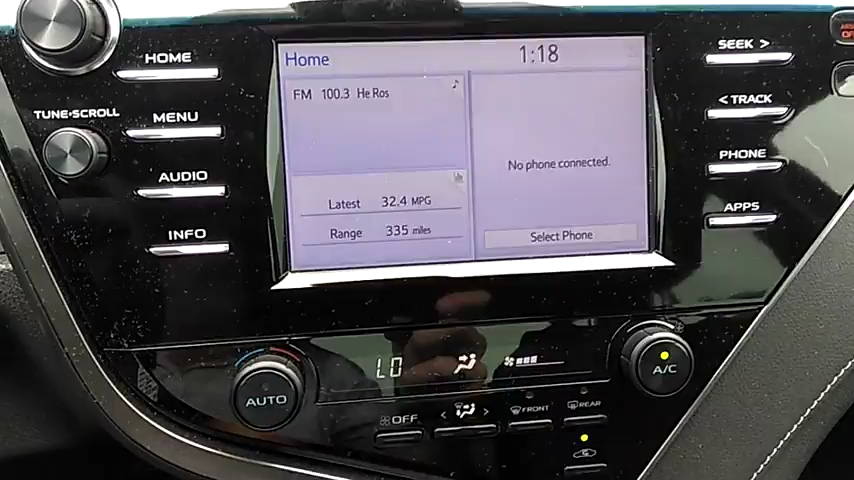 HOME
SEEK >
Home
1:18
FM 100.3 He Ros
TUNE•SCROLL
MENU
< TRACK
AUDIO
PHONE
No phone connected.
Latest 32.4 MPG
Range 335 miles
Select Phone
INFO
APPS
LO
AUTO
A/C
OFF
< >
FRONT
REAR